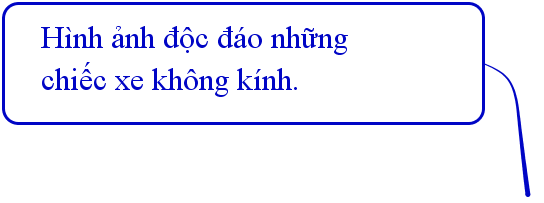 Hình ảnh độc đáo những
chiếc xe không kính.